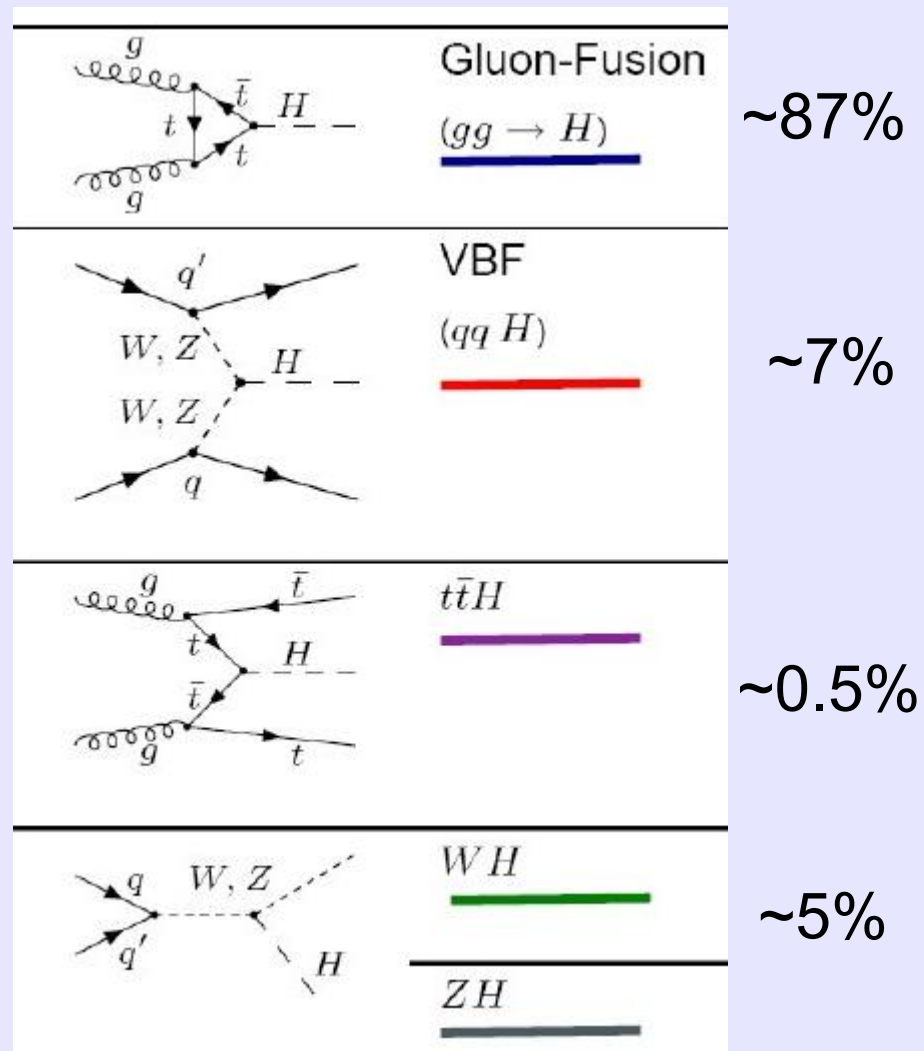 g
t̄
H
t
t
g
Gluon-Fusion
(gg → H)
~87%
q′
W, Z
H
W, Z
q
VBF
(qq H)
~7%
g
t̄
t
H
t̄
g
t
tt̄H
~0.5%
q
W, Z
q′
H
WH
ZH
~5%